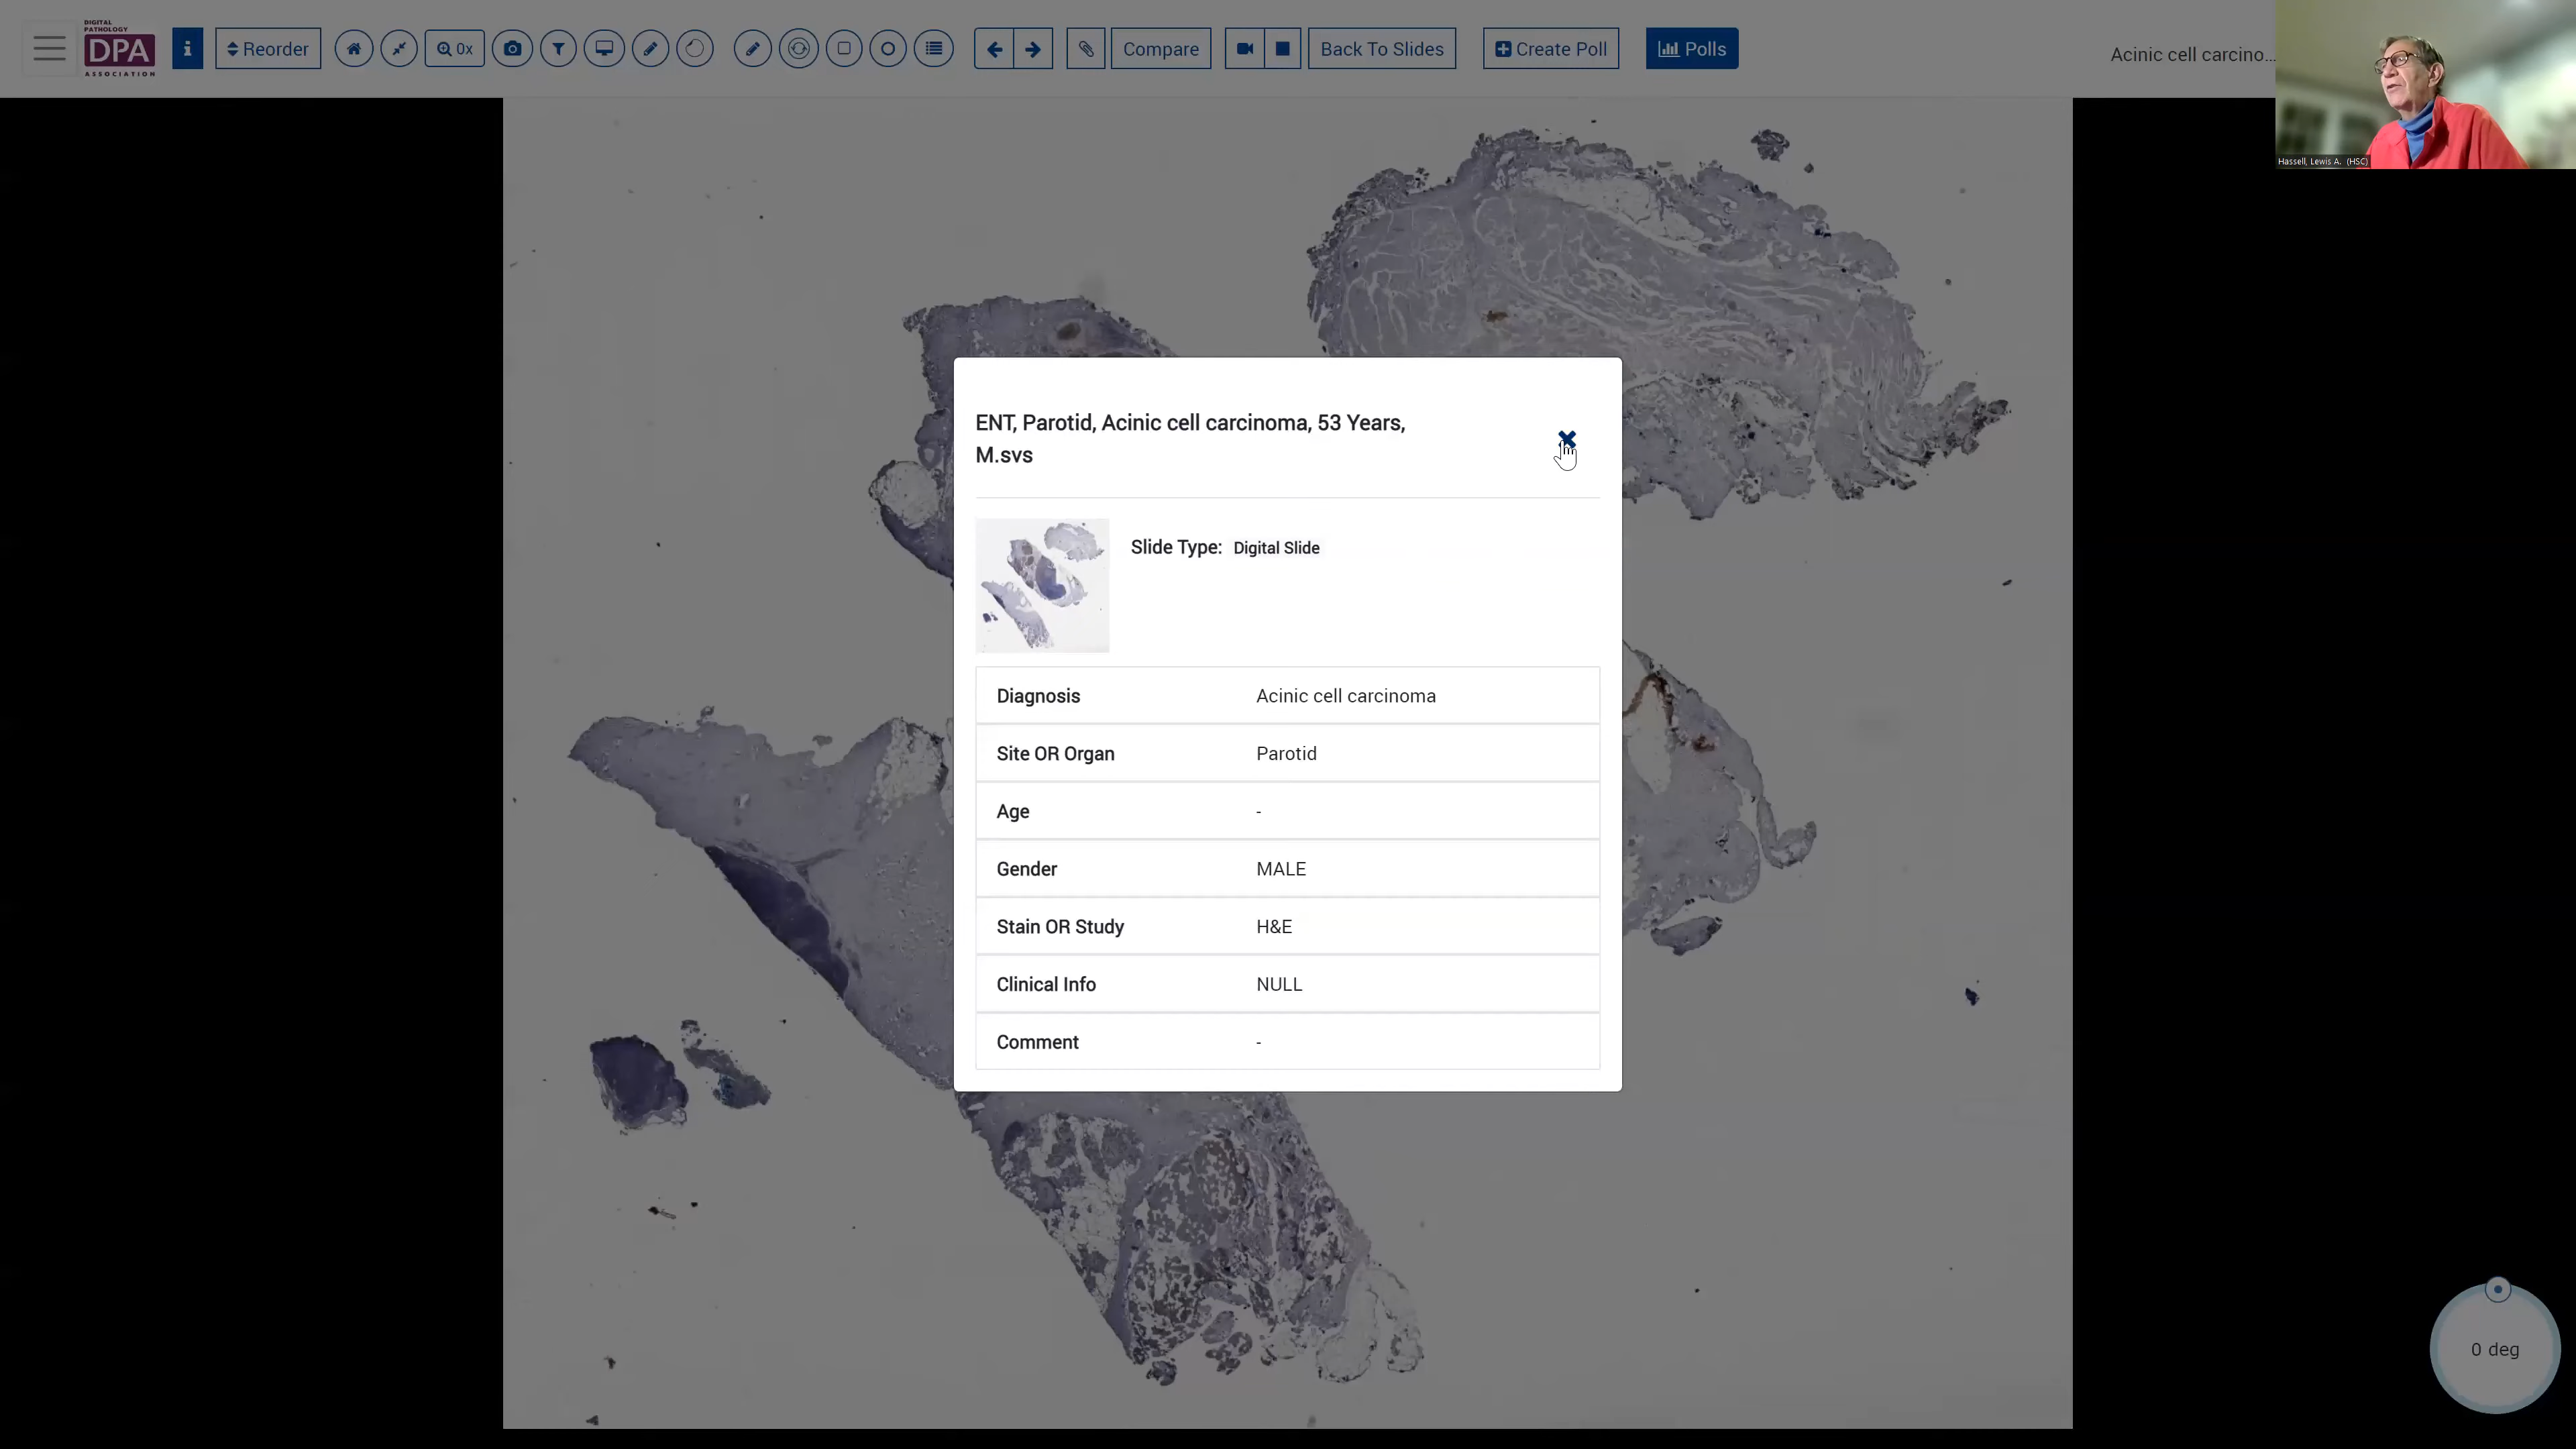 DIGITAL
PATHOLOGY
DPA
ASSOCIATION
i
Reorder
0x
Compare
Back To Slides
Create Poll
Polls
Acinic cell carcino...
Hassell, Lewis A. (HSC)
ENT, Parotid, Acinic cell carcinoma, 53 Years,
M.svs
Slide Type: Digital Slide
Diagnosis Acinic cell carcinoma
Site OR Organ Parotid
Age -
Gender MALE
Stain OR Study H&E
Clinical Info NULL
Comment -
0 deg